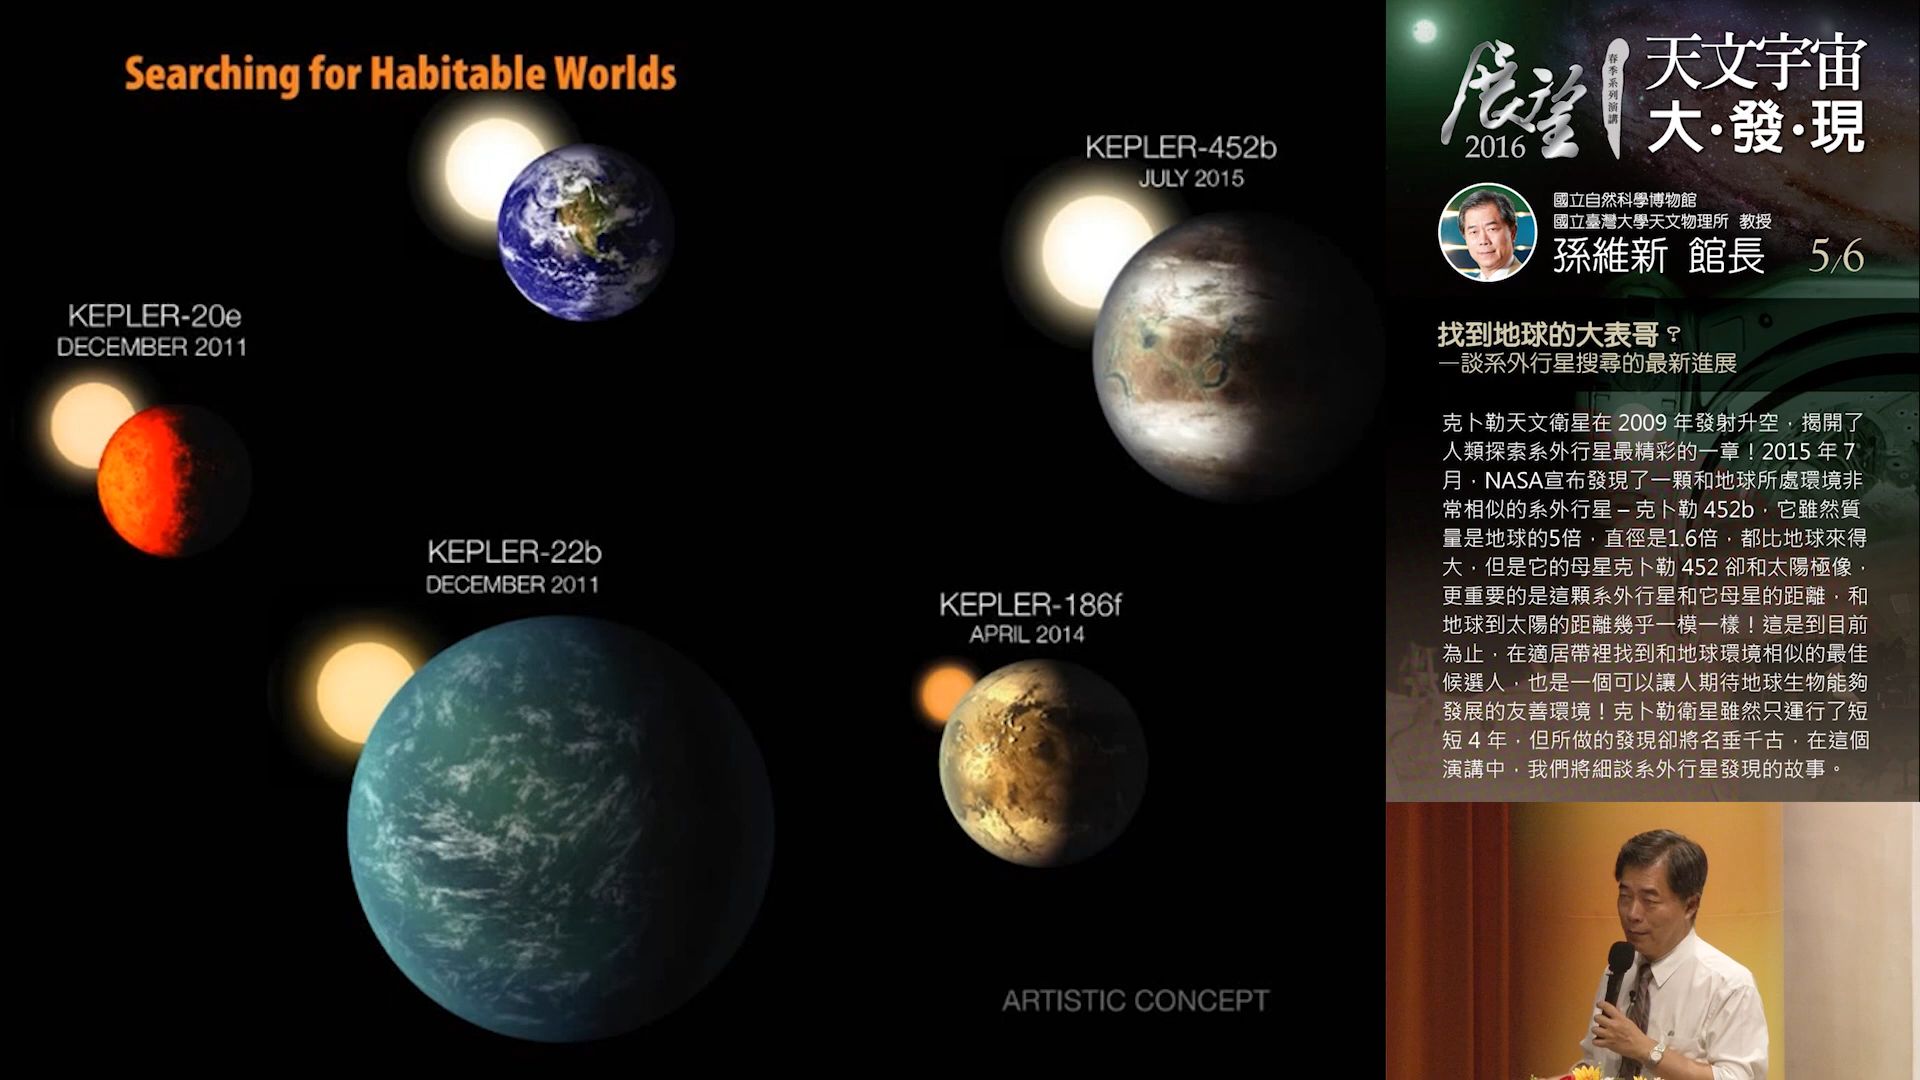 Searching for Habitable Worlds
KEPLER-452b
JULY 2015
KEPLER-20e
DECEMBER 2011
KEPLER-22b
DECEMBER 2011
KEPLER-186f
APRIL 2014
ARTISTIC CONCEPT
展望
2016
春季系列演講
天文宇宙
大·發·現
國立自然科學博物館
國立臺灣大學天文物理所 教授
孫維新 館長 5/6
找到地球的大表哥?
—談系外行星搜尋的最新進展
克卜勒天文衛星在 2009 年發射升空,揭開了
人類探索系外行星最精彩的一章!2015 年 7
月,NASA宣布發現了一顆和地球所處環境非
常相似的系外行星 – 克卜勒 452b,它雖然質
量是地球的5倍,直徑是1.6倍,都比地球來得
大,但是它的母星克卜勒 452 卻和太陽極像,
更重要的是這顆系外行星和它母星的距離,和
地球到太陽的距離幾乎一模一樣!這是到目前
為止,在適居帶裡找到和地球環境相似的最佳
候選人,也是一個可以讓人期待地球生物能夠
發展的友善環境!克卜勒衛星雖然只運行了短
短 4 年,但所做的發現卻將名垂千古,在這個
演講中,我們將細談系外行星發現的故事。